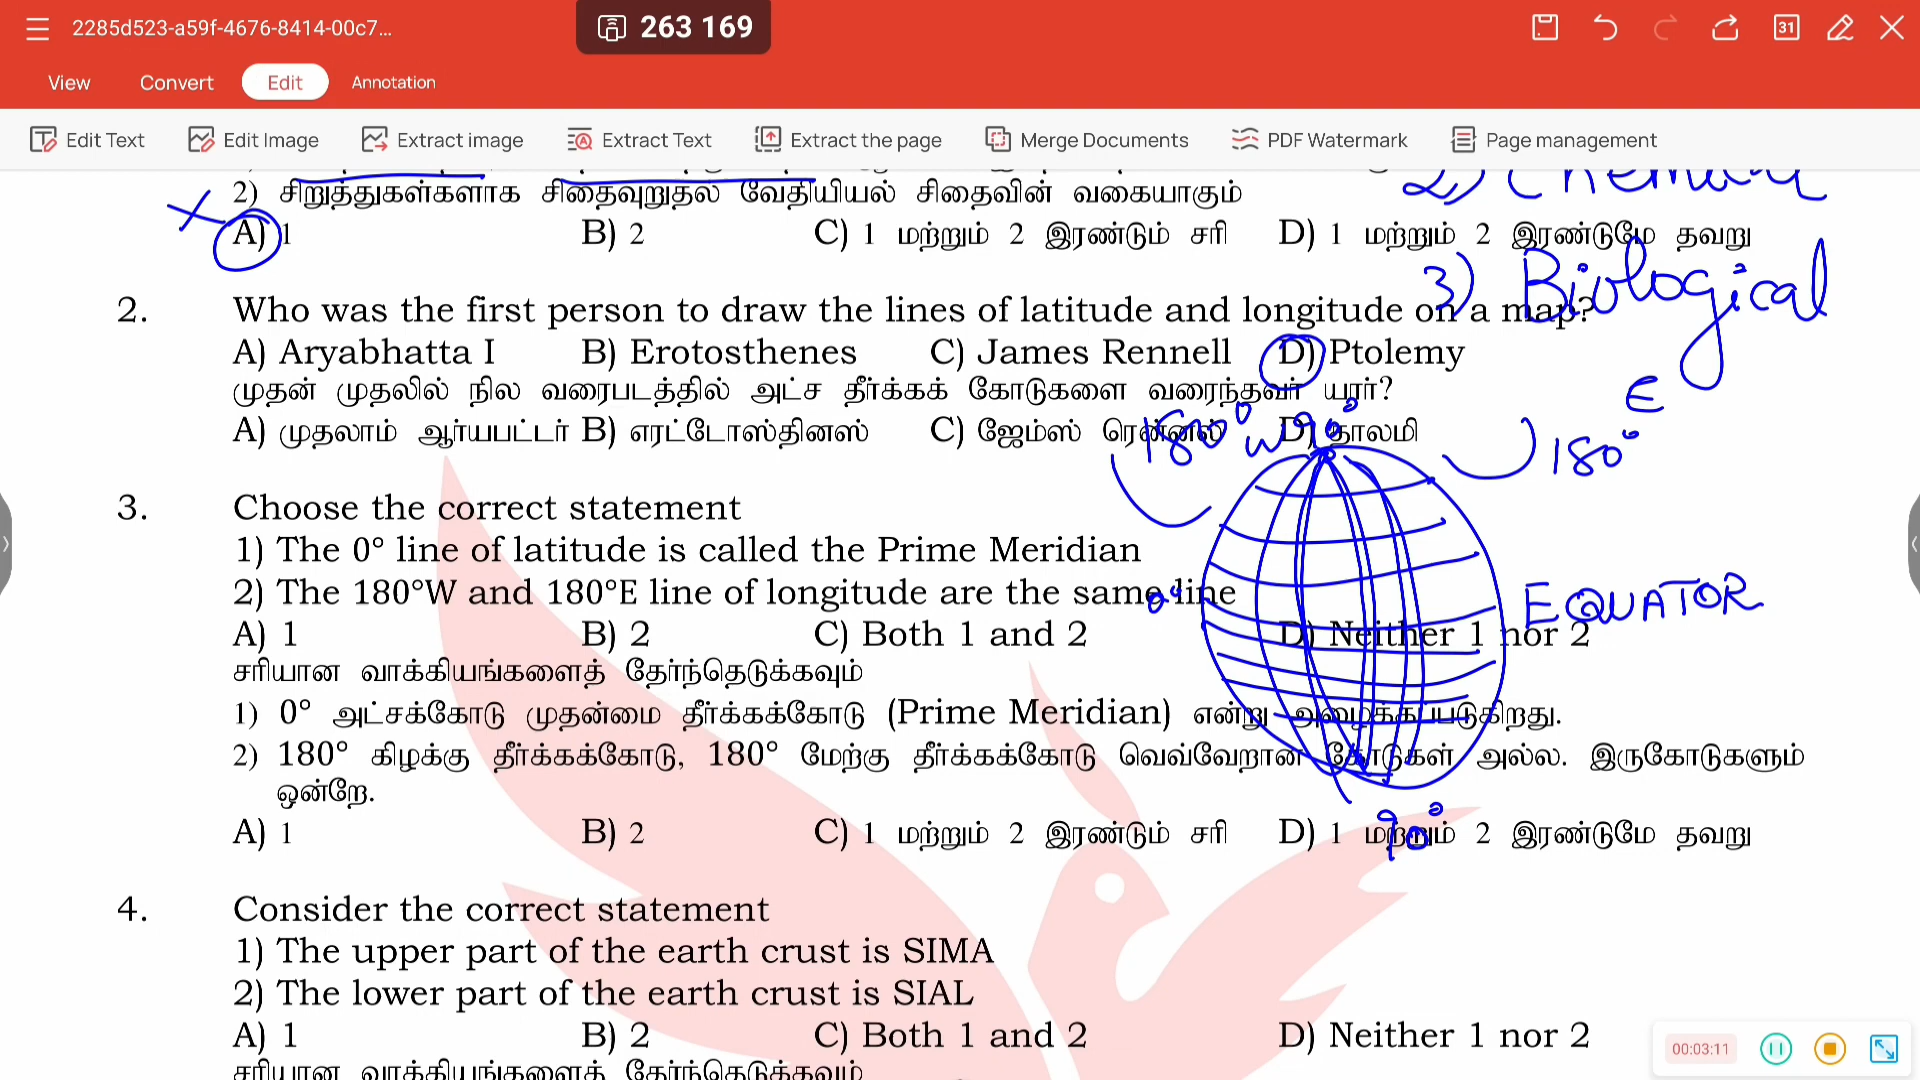 2285d523-a59f-4676-8414-00c7...
263 169
View Convert Edit Annotation
Edit Text Edit Image Extract image Extract Text Extract the page Merge Documents PDF Watermark Page management
2) சிறுத்துகள்களாக சிதைவுறுதல் வேதியியல் சிதைவின் வகையாகும்
2) Chemical
A) 1 B) 2 C) 1 மற்றும் 2 இரண்டும் சரி D) 1 மற்றும் 2 இரண்டுமே தவறு
3) Biological
2. Who was the first person to draw the lines of latitude and longitude on a map?
A) Aryabhatta I B) Erotosthenes C) James Rennell D) Ptolemy
முதன் முதலில் நில வரைபடத்தில் அட்ச தீர்க்கக் கோடுகளை வரைந்தவர் யார்?
E
A) முதலாம் ஆர்யபட்டர் B) எரட்டோஸ்தினஸ் C) ஜேம்ஸ் ரென்னல் D) தாலமி
180° W 90° 180°
3. Choose the correct statement
1) The 0° line of latitude is called the Prime Meridian
2) The 180°W and 180°E line of longitude are the same line
0° EQUATOR
A) 1 B) 2 C) Both 1 and 2 D) Neither 1 nor 2
சரியான வாக்கியங்களைத் தேர்ந்தெடுக்கவும்
1) 0° அட்சக்கோடு முதன்மை தீர்க்கக்கோடு (Prime Meridian) என்று அழைக்கப்படுகிறது.
2) 180° கிழக்கு தீர்க்கக்கோடு, 180° மேற்கு தீர்க்கக்கோடு வெவ்வேறான கோடுகள் அல்ல. இருகோடுகளும்
ஒன்றே.
A) 1 B) 2 C) 1 மற்றும் 2 இரண்டும் சரி D) 1 மற்றும் 2 இரண்டுமே தவறு
90°
4. Consider the correct statement
1) The upper part of the earth crust is SIMA
2) The lower part of the earth crust is SIAL
A) 1 B) 2 C) Both 1 and 2 D) Neither 1 nor 2
00:03:11
சரியான வாக்கியங்களைத் தேர்ந்தெடுக்கவும்